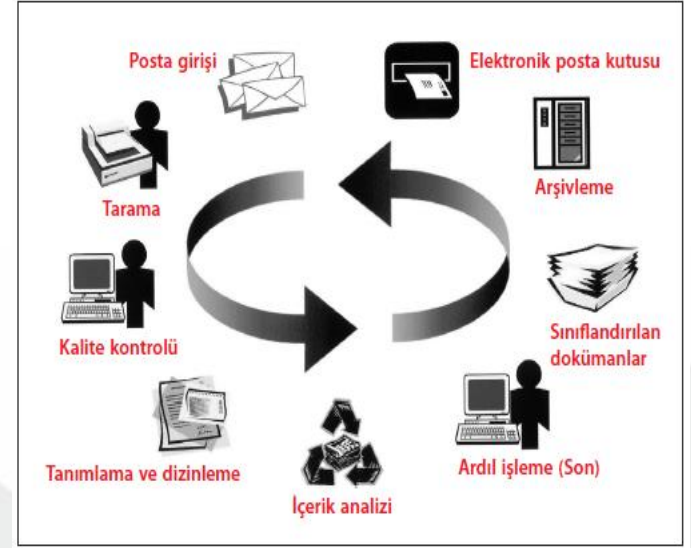 Posta girişi
Elektronik posta kutusu
Tarama
Arşivleme
Kalite kontrolü
Sınıflandırılan
dokümanlar
Tanımlama ve dizinleme
Ardıl işleme (Son)
İçerik analizi